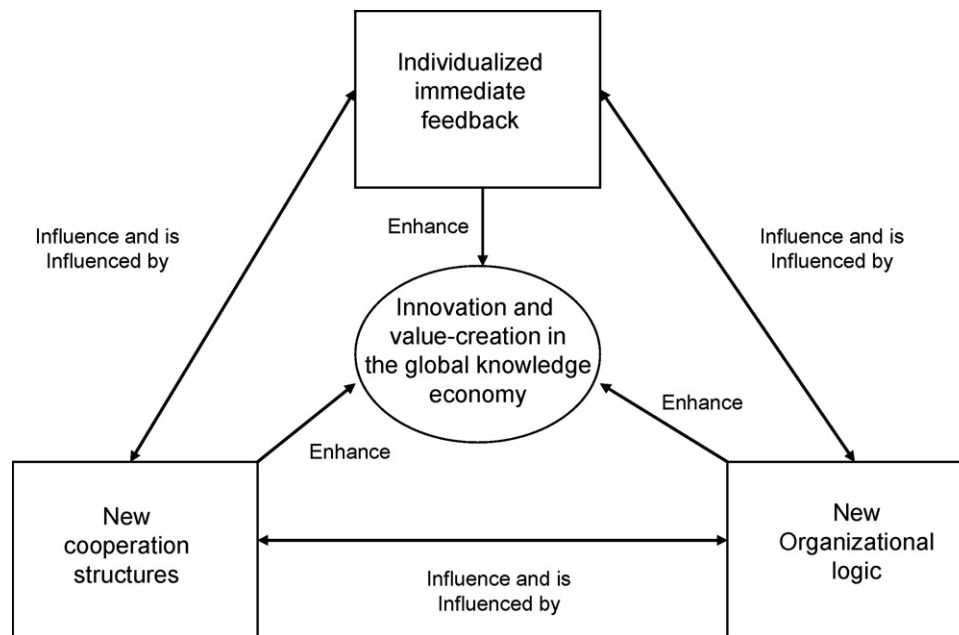 Individualized
immediate
feedback
Influence and is
Influenced by
Enhance
Influence and is
Influenced by
Innovation and
value-creation in
the global knowledge
economy
Enhance
Enhance
New
cooperation
structures
Influence and is
Influenced by
New
Organizational
logic